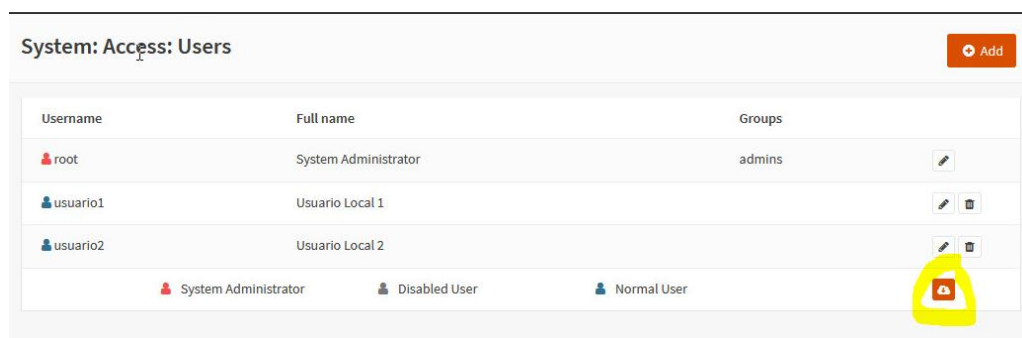 System: Access: Users
Add
Username Full name Groups
root System Administrator admins
usuario1 Usuario Local 1
usuario2 Usuario Local 2
System Administrator Disabled User Normal User